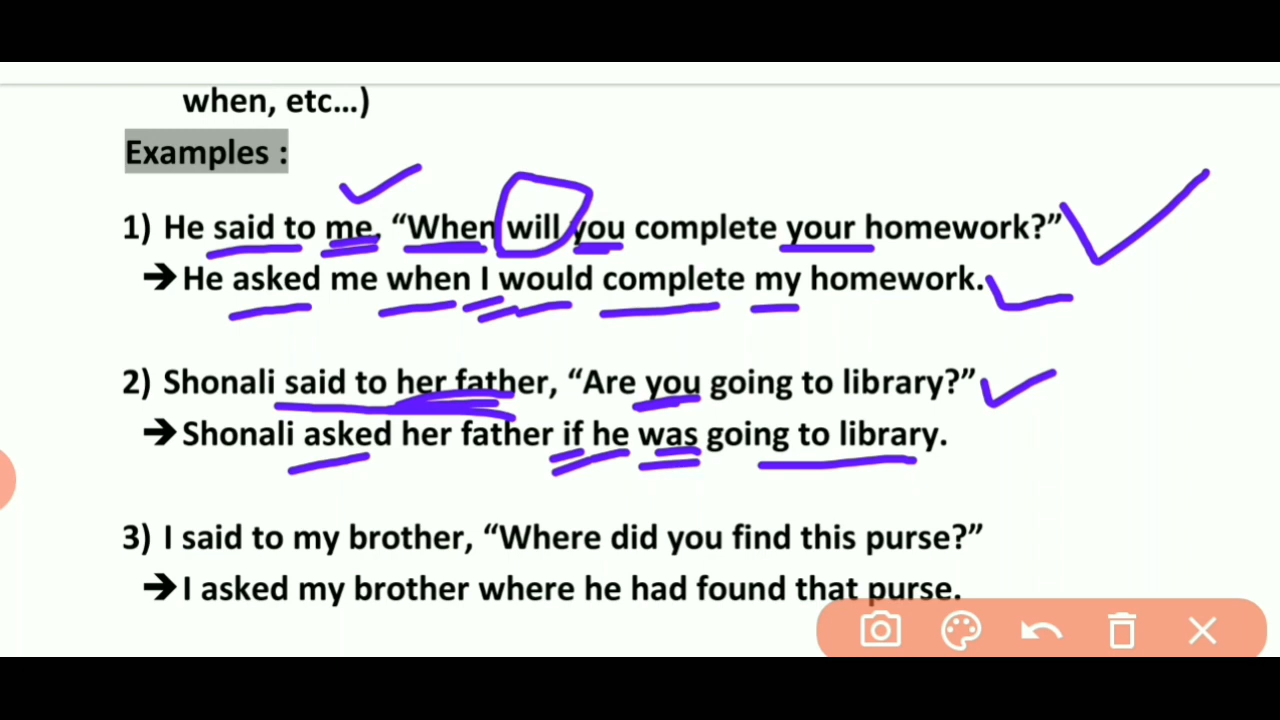 when, etc...)
Examples :
1) He said to me, “When will you complete your homework?”
➔ He asked me when I would complete my homework.
2) Shonali said to her father, “Are you going to library?”
➔ Shonali asked her father if he was going to library.
3) I said to my brother, “Where did you find this purse?”
➔ I asked my brother where he had found that purse.